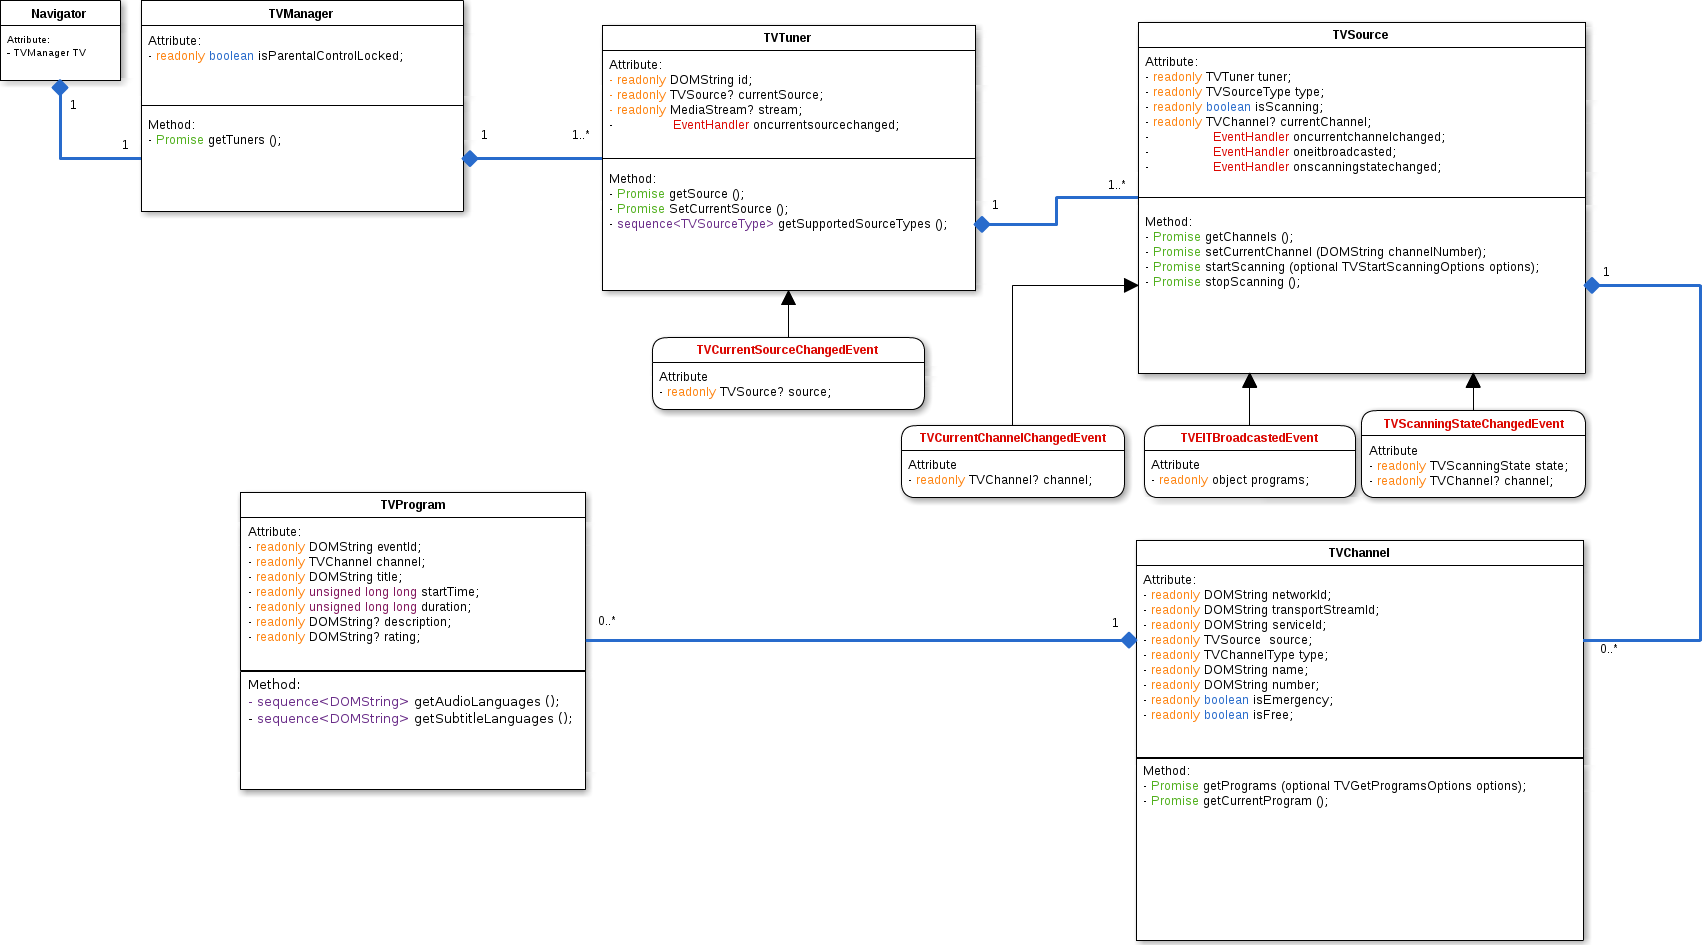 Navigator
Attribute:
- TVManager TV
1
1
TVManager
Attribute:
- readonly boolean isParentalControlLocked;
Method:
- Promise getTuners ();
1
1..*
TVTuner
Attribute:
- readonly DOMString id;
- readonly TVSource? currentSource;
- readonly MediaStream? stream;
- EventHandler oncurrentsourcechanged;
Method:
- Promise getSource ();
- Promise SetCurrentSource ();
- sequence<TVSourceType> getSupportedSourceTypes ();
1
1..*
TVSource
Attribute:
- readonly TVTuner tuner;
- readonly TVSourceType type;
- readonly boolean isScanning;
- readonly TVChannel? currentChannel;
- EventHandler oncurrentchannelchanged;
- EventHandler oneitbroadcasted;
- EventHandler onscanningstatechanged;
Method:
- Promise getChannels ();
- Promise setCurrentChannel (DOMString channelNumber);
- Promise startScanning (optional TVStartScanningOptions options);
- Promise stopScanning ();
1
TVCurrentSourceChangedEvent
Attribute
- readonly TVSource? source;
TVCurrentChannelChangedEvent
Attribute
- readonly TVChannel? channel;
TVEITBroadcastedEvent
Attribute
- readonly object programs;
TVScanningStateChangedEvent
Attribute
- readonly TVScanningState state;
- readonly TVChannel? channel;
TVProgram
Attribute:
- readonly DOMString eventId;
- readonly TVChannel channel;
- readonly DOMString title;
- readonly unsigned long long startTime;
- readonly unsigned long long duration;
- readonly DOMString? description;
- readonly DOMString? rating;
Method:
- sequence<DOMString> getAudioLanguages ();
- sequence<DOMString> getSubtitleLanguages ();
0..*
1
TVChannel
Attribute:
- readonly DOMString networkId;
- readonly DOMString transportStreamId;
- readonly DOMString serviceId;
- readonly TVSource source;
- readonly TVChannelType type;
- readonly DOMString name;
- readonly DOMString number;
- readonly boolean isEmergency;
- readonly boolean isFree;
Method:
- Promise getPrograms (optional TVGetProgramsOptions options);
- Promise getCurrentProgram ();
0..*